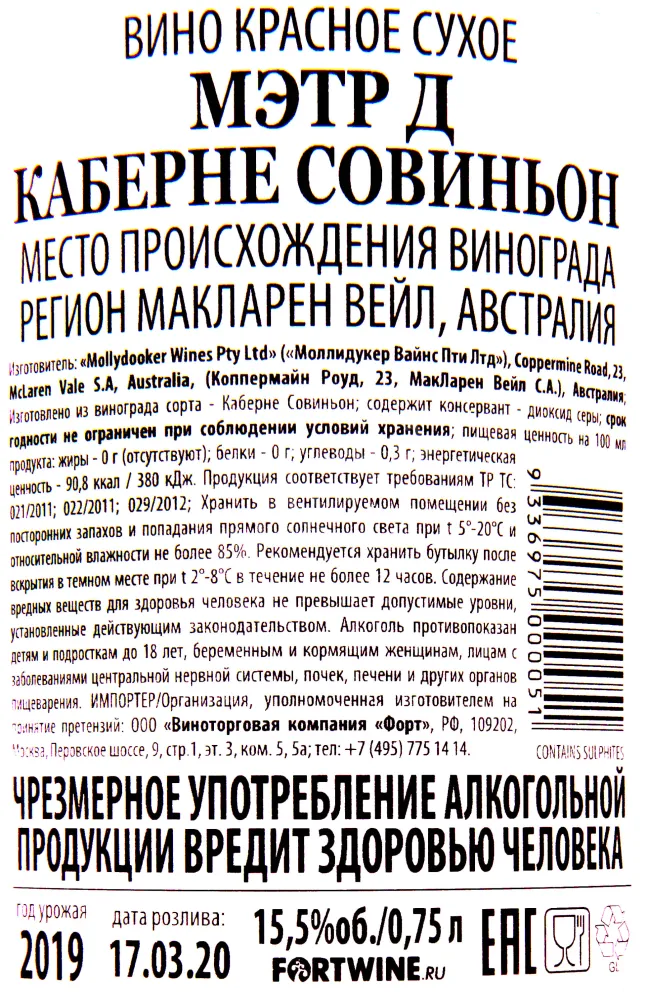 ВИНО КРАСНОЕ СУХОЕ
МЭТР Д
КАБЕРНЕ СОВИНЬОН
МЕСТО ПРОИСХОЖДЕНИЯ ВИНОГРАДА
РЕГИОН МАКЛАРЕН ВЕЙЛ, АВСТРАЛИЯ
Изготовитель: «Mollydooker Wines Pty Ltd» («Моллидукер Вайнс Пти Лтд»), Coppermine Road, 23,
McLaren Vale S.A, Australia, (Коппермайн Роуд, 23, МакЛарен Вейл С.А.), Австралия;
Изготовлено из винограда сорта - Каберне Совиньон; содержит консервант - диоксид серы; срок
годности не ограничен при соблюдении условий хранения; пищевая ценность на 100 мл
продукта: жиры - 0 г (отсутствуют); белки - 0 г; углеводы - 0,3 г; энергетическая
ценность - 90,8 ккал / 380 кДж. Продукция соответствует требованиям ТР ТС:
021/2011; 022/2011; 029/2012; Хранить в вентилируемом помещении без
посторонних запахов и попадания прямого солнечного света при t 5°-20°С и
относительной влажности не более 85%. Рекомендуется хранить бутылку после
вскрытия в темном месте при t 2°-8°С в течение не более 12 часов. Содержание
вредных веществ для здоровья человека не превышает допустимые уровни,
установленные действующим законодательством. Алкоголь противопоказан
детям и подросткам до 18 лет, беременным и кормящим женщинам, лицам с
заболеваниями центральной нервной системы, почек, печени и других органов
пищеварения. ИМПОРТЕР/Организация, уполномоченная изготовителем на
принятие претензий: ООО «Виноторговая компания «Форт», РФ, 109202,
Москва, Перовское шоссе, 9, стр.1, эт. 3, ком. 5, 5а; тел: +7 (495) 775 14 14.
9 336975 000051
CONTAINS SULPHITES
ЧРЕЗМЕРНОЕ УПОТРЕБЛЕНИЕ АЛКОГОЛЬНОЙ
ПРОДУКЦИИ ВРЕДИТ ЗДОРОВЬЮ ЧЕЛОВЕКА
год урожая
2019
дата розлива:
17.03.20
15,5%об./0,75 л
FORTWINE.RU
EAC
GL